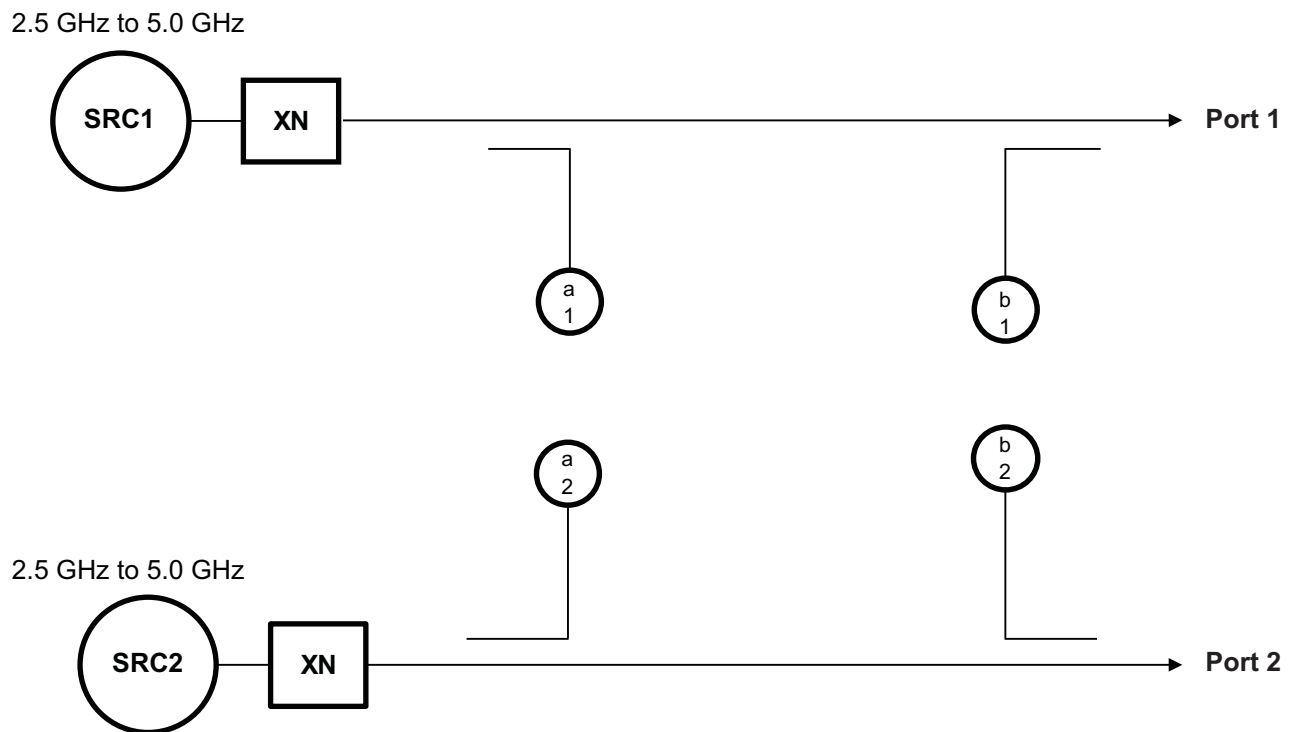 2.5 GHz to 5.0 GHz
SRC1
XN
Port 1
a
1
b
1
a
2
b
2
2.5 GHz to 5.0 GHz
SRC2
XN
Port 2